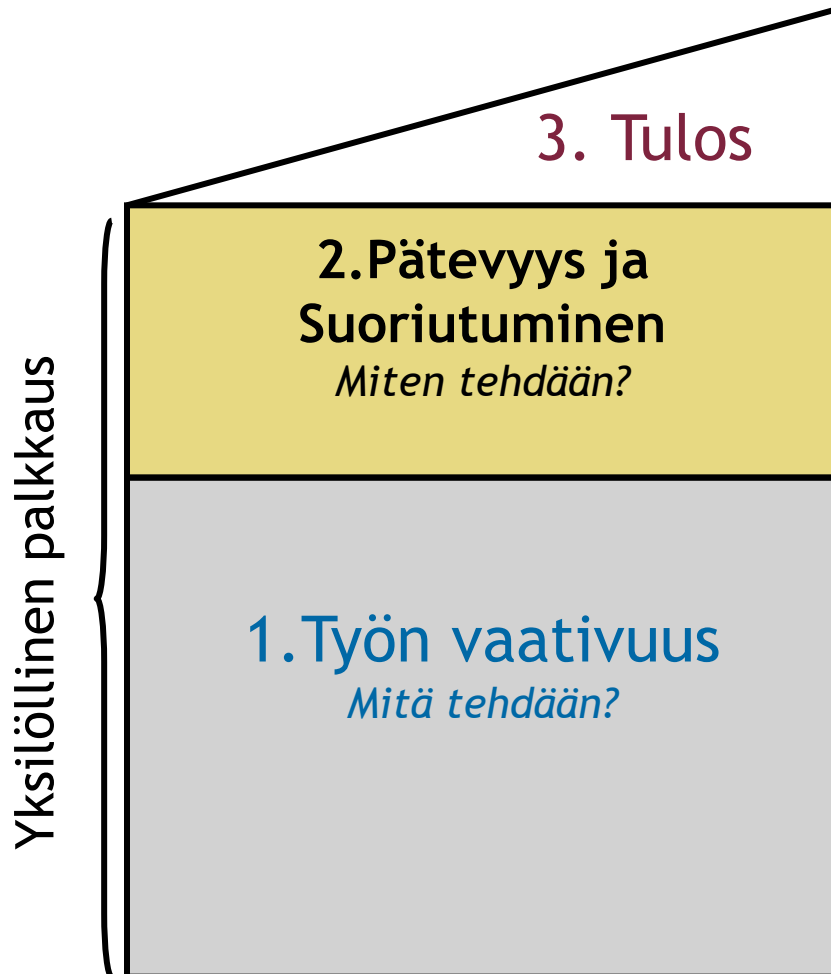 3. Tulos
2.Pätevyys ja
Suoriutuminen
Miten tehdään?
Yksilöllinen palkkaus
1.Työn vaativuus
Mitä tehdään?